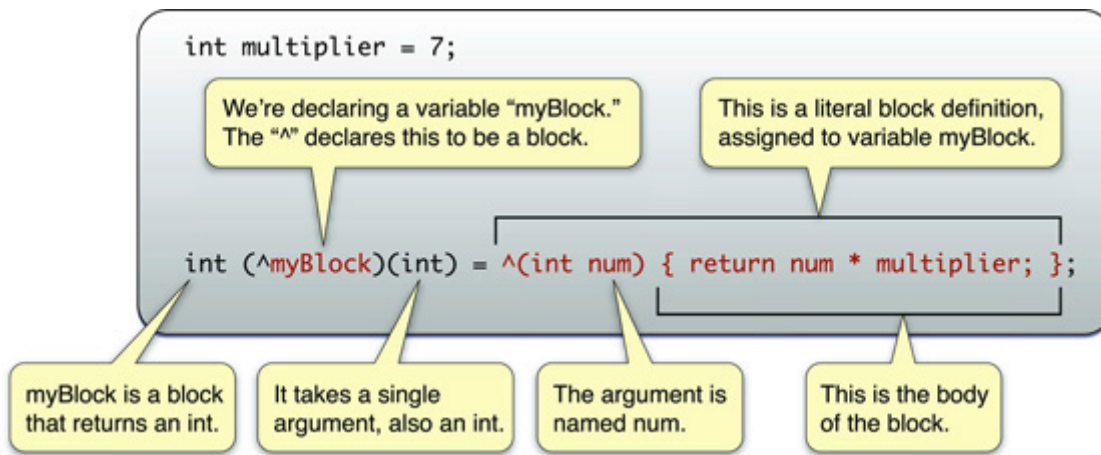 int multiplier = 7;
We’re declaring a variable “myBlock.”
The “^” declares this to be a block.
This is a literal block definition,
assigned to variable myBlock.
int (^myBlock)(int) = ^(int num) { return num * multiplier; };
myBlock is a block
that returns an int.
It takes a single
argument, also an int.
The argument is
named num.
This is the body
of the block.